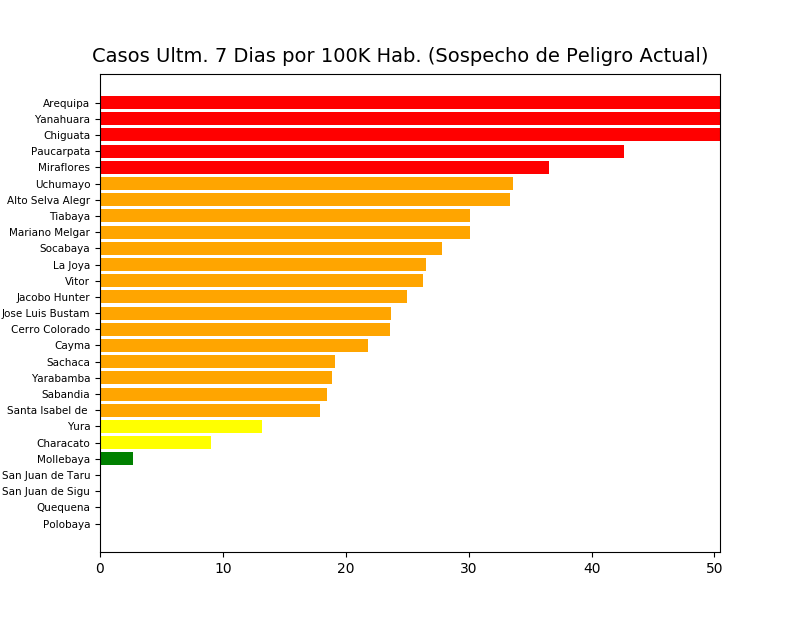 Casos Ultm. 7 Dias por 100K Hab. (Sospecho de Peligro Actual)
Arequipa
Yanahuara
Chiguata
Paucarpata
Miraflores
Uchumayo
Alto Selva Alegr
Tiabaya
Mariano Melgar
Socabaya
La Joya
Vitor
Jacobo Hunter
Jose Luis Bustam
Cerro Colorado
Cayma
Sachaca
Yarabamba
Sabandia
Santa Isabel de
Yura
Characato
Mollebaya
San Juan de Taru
San Juan de Sigu
Quequena
Polobaya
0 10 20 30 40 50